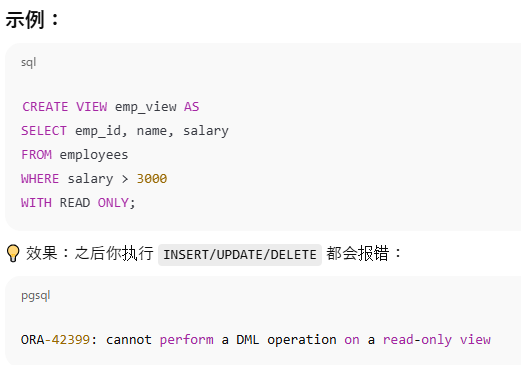 示例：
sql
CREATE VIEW emp_view AS
SELECT emp_id, name, salary
FROM employees
WHERE salary > 3000
WITH READ ONLY;
💡 效果：之后你执行 INSERT/UPDATE/DELETE 都会报错：
pgsql
ORA-42399: cannot perform a DML operation on a read-only view